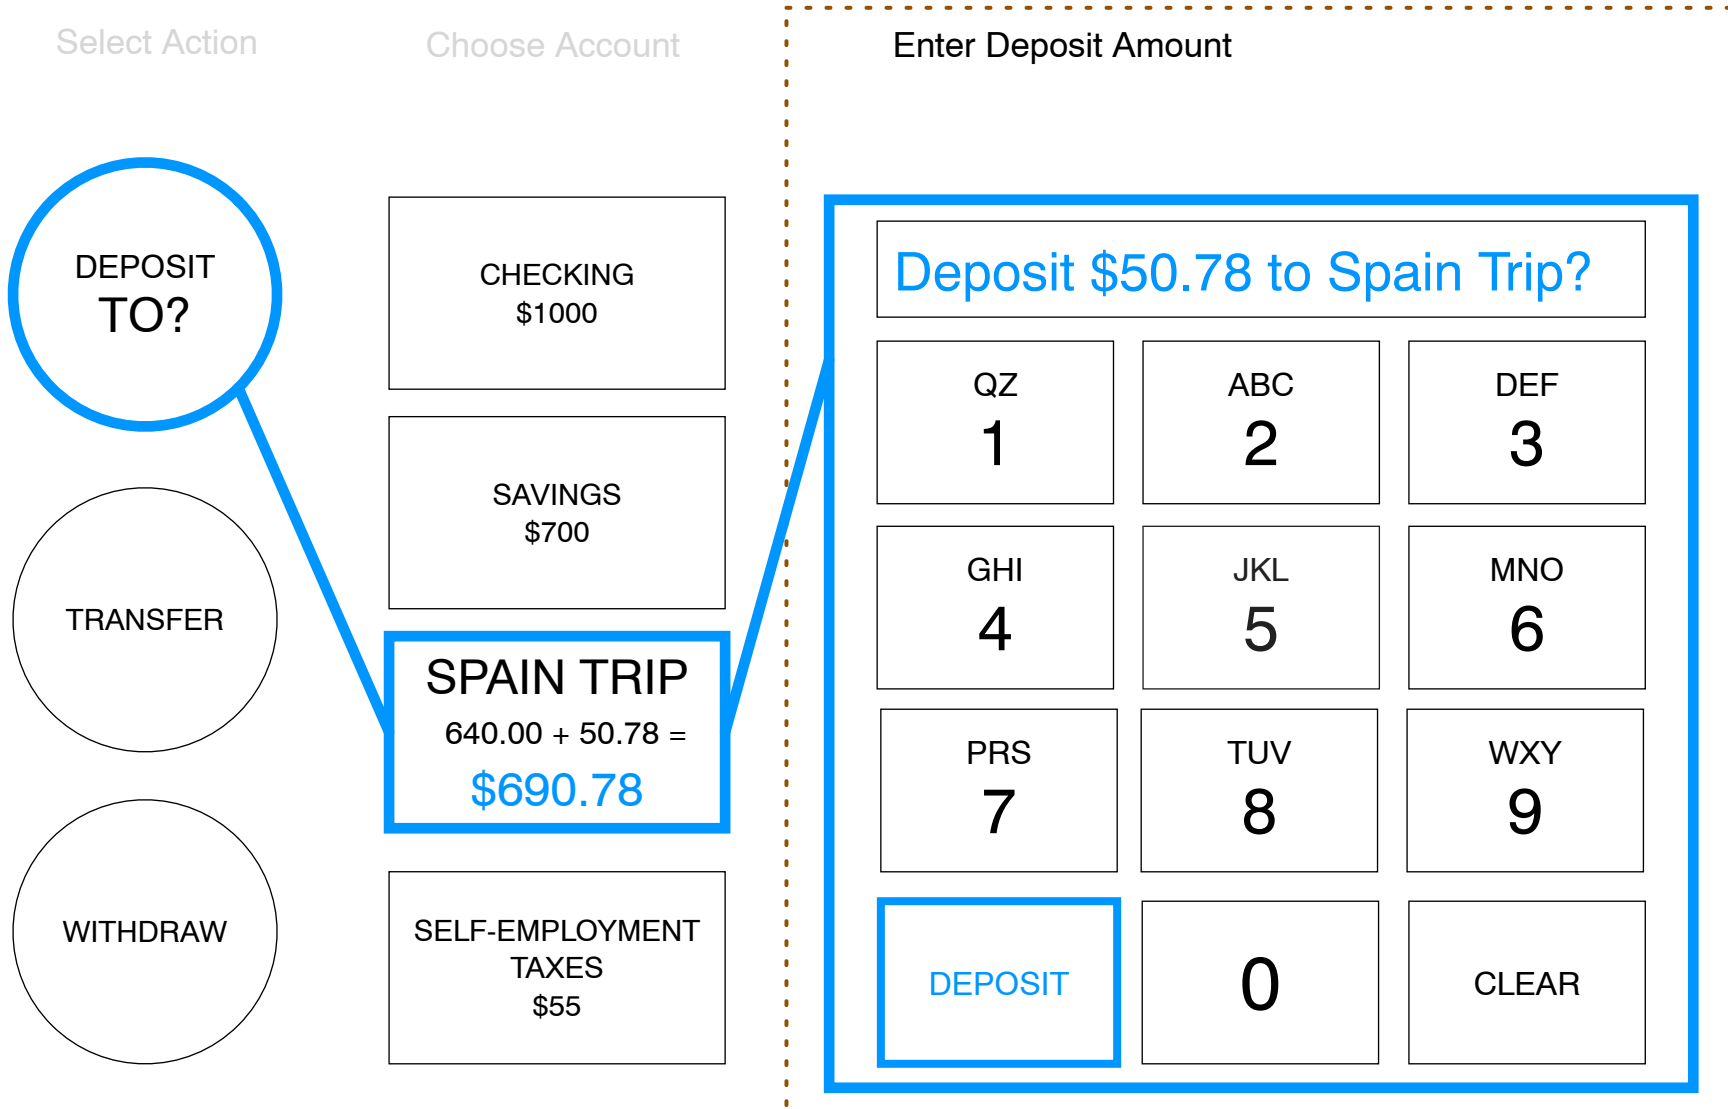 Select Action
Choose Account
Enter Deposit Amount
DEPOSIT
TO?
TRANSFER
WITHDRAW
CHECKING
$1000
SAVINGS
$700
SPAIN TRIP
640.00 + 50.78 =
$690.78
SELF-EMPLOYMENT
TAXES
$55
Deposit $50.78 to Spain Trip?
QZ
1
ABC
2
DEF
3
GHI
4
JKL
5
MNO
6
PRS
7
TUV
8
WXY
9
DEPOSIT
0
CLEAR